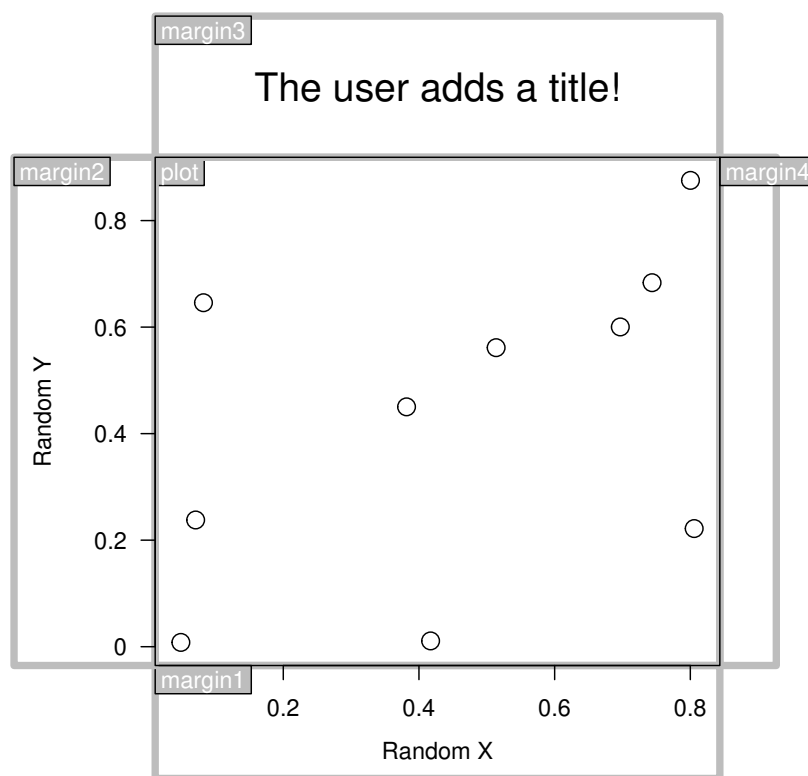 margin3
The user adds a title!
margin2
plot
margin4
0.8
0.6
Random Y
0.4
0.2
0
margin1
0.2 0.4 0.6 0.8
Random X